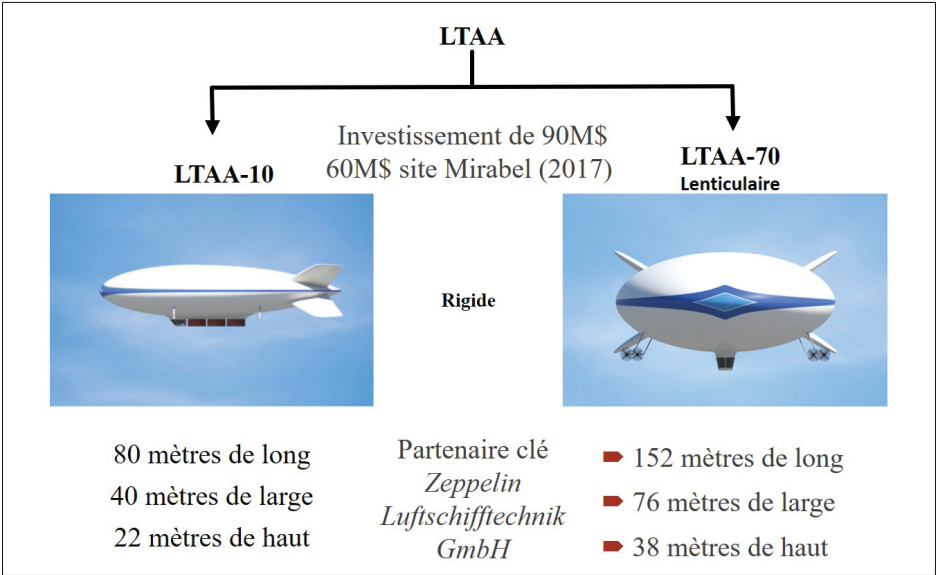 LTAA
Investissement de 90M$
60M$ site Mirabel (2017)
LTAA-10
LTAA-70
Lenticulaire
Rigide
80 mètres de long
40 mètres de large
22 mètres de haut
Partenaire clé
Zeppelin
Luftschifftechnik
GmbH
152 mètres de long
76 mètres de large
38 mètres de haut